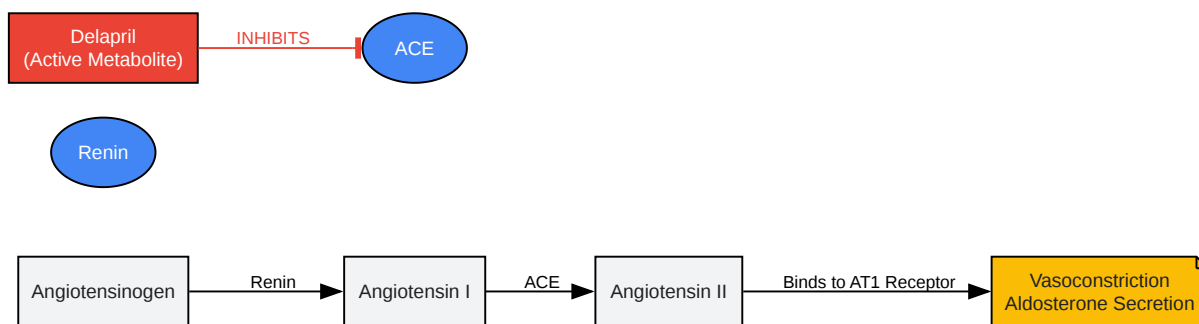 Delapril
(Active Metabolite)
INHIBITS
ACE
Renin
Angiotensinogen
Renin
Angiotensin I
ACE
Angiotensin II
Binds to AT1 Receptor
Vasoconstriction
Aldosterone Secretion